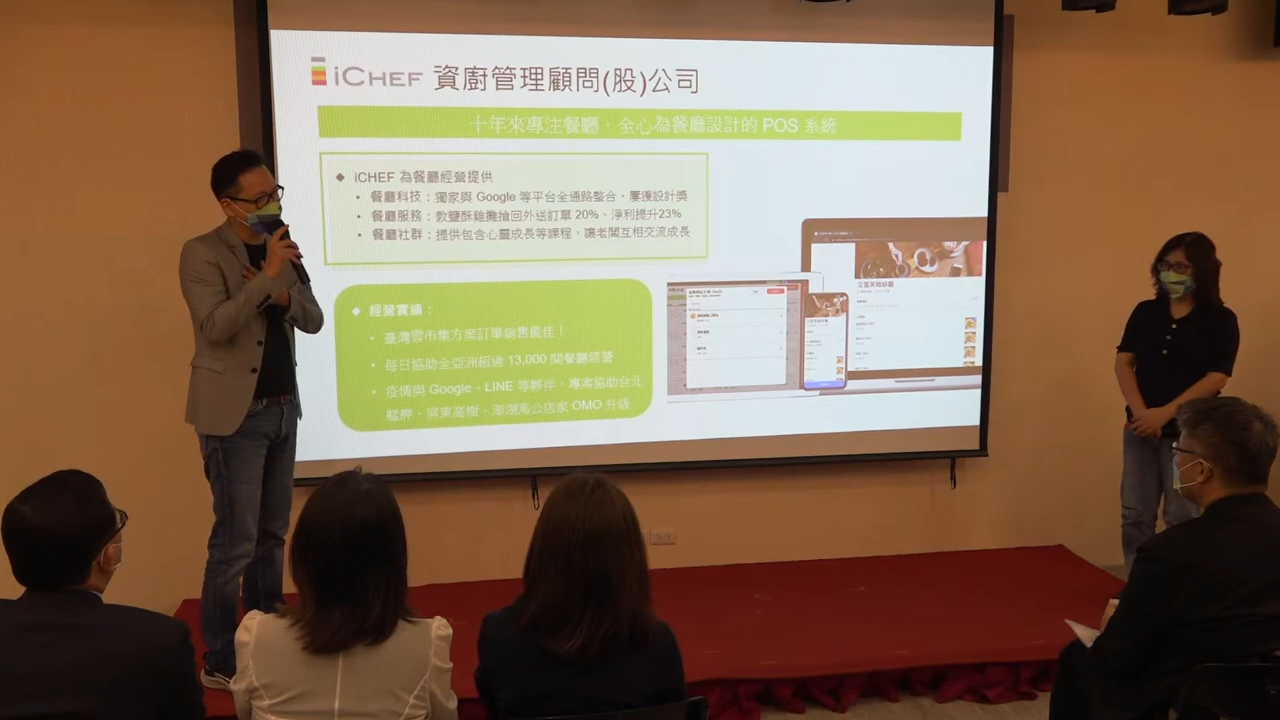 iCHEF 資廚管理顧問(股)公司
十年來專注餐廳、全心為餐廳設計的 POS 系統
◆ iCHEF 為餐廳經營提供
• 餐廳科技：獨家與 Google 等平台全通路整合，屢獲設計獎
• 餐廳服務：教鹽酥雞攤搶回外送訂單 20%、淨利提升23%
• 餐廳社群：提供包含心靈成長等課程，讓老闆互相交流成長
◆ 經營實績：
• 臺灣雲市集方案訂單銷售最佳！
• 每日協助全亞洲超過 13,000 間餐廳經營
• 疫情與 Google、LINE 等夥伴，專案協助台北
艋舺、屏東高樹、澎湖馬公店家 OMO 升級